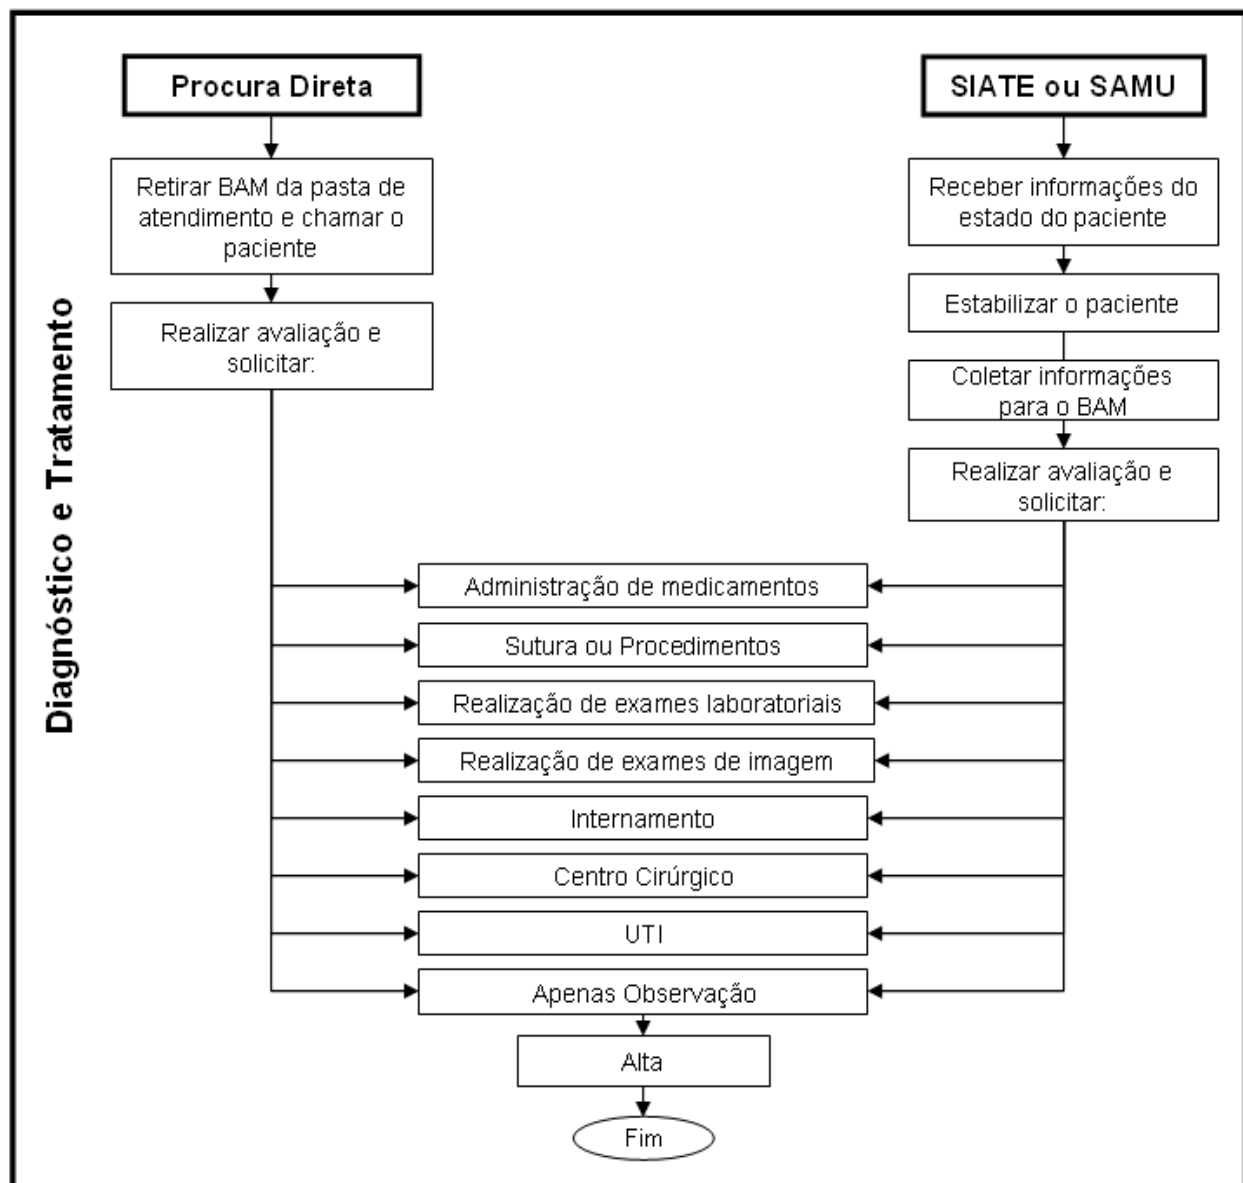 Diagnóstico e Tratamento
Procura Direta
Retirar BAM da pasta de
atendimento e chamar o
paciente
Realizar avaliação e
solicitar:
SIATE ou SAMU
Receber informações do
estado do paciente
Estabilizar o paciente
Coletar informações
para o BAM
Realizar avaliação e
solicitar:
Administração de medicamentos
Sutura ou Procedimentos
Realização de exames laboratoriais
Realização de exames de imagem
Internamento
Centro Cirúrgico
UTI
Apenas Observação
Alta
Fim